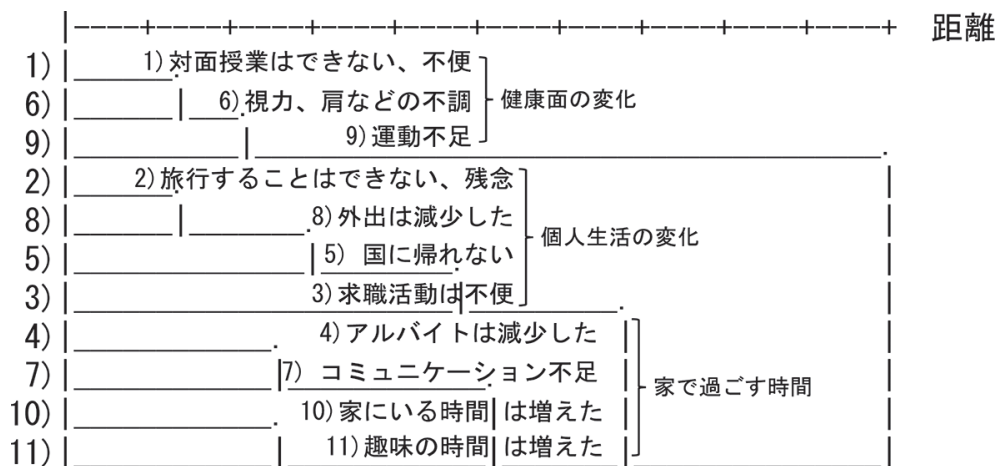 距離
1) 1)対面授業はできない、不便
6) 6)視力、肩などの不調 健康面の変化
9) 9)運動不足
2) 2)旅行することはできない、残念
8) 8)外出は減少した
個人生活の変化
5) 5) 国に帰れない
3) 3)求職活動は不便
4) 4)アルバイトは減少した
7) 7) コミュニケーション不足
家で過ごす時間
10) 10)家にいる時間は増えた
11) 11)趣味の時間は増えた